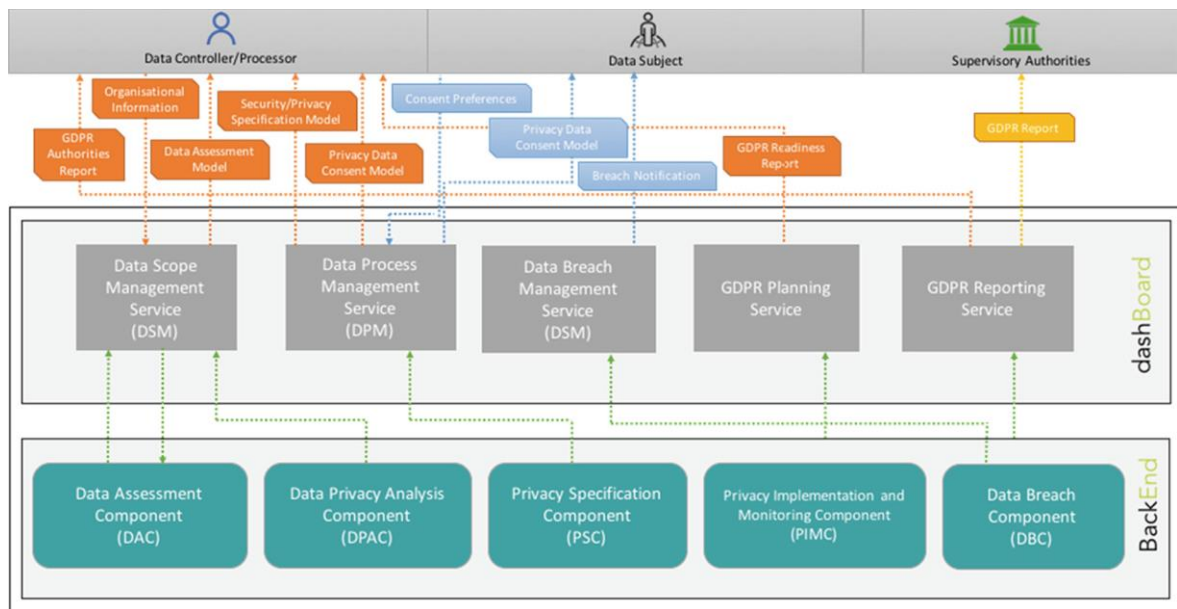 Data Controller/Processor
Data Subject
Supervisory Authorities
Organisational
Information
Security/Privacy
Specification Model
Consent Preferences
GDPR
Authorities
Report
Data Assessment
Model
Privacy Data
Consent Model
Privacy Data
Consent Model
Breach Notification
GDPR Readiness
Report
GDPR Report
Data Scope
Management
Service
(DSM)
Data Process
Management
Service
(DPM)
Data Breach
Management
Service
(DSM)
GDPR Planning
Service
GDPR Reporting
Service
dashBoard
Data Assessment
Component
(DAC)
Data Privacy Analysis
Component
(DPAC)
Privacy Specification
Component
(PSC)
Privacy Implementation and
Monitoring Component
(PIMC)
Data Breach
Component
(DBC)
BackEnd